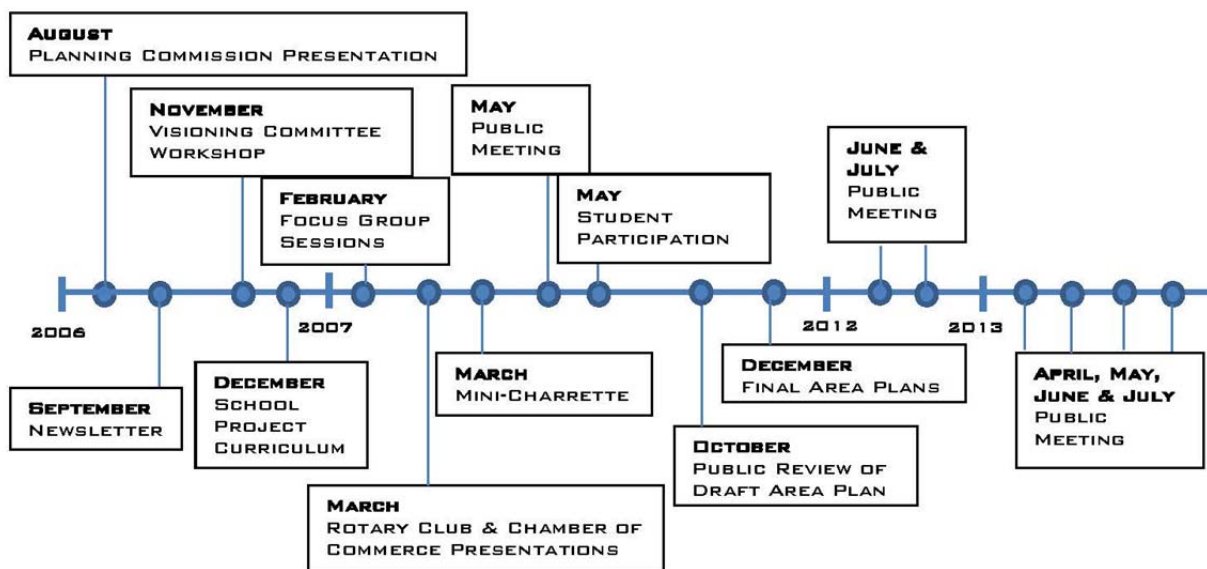 AUGUST
PLANNING COMMISSION PRESENTATION
NOVEMBER
VISIONING COMMITTEE
WORKSHOP
FEBRUARY
FOCUS GROUP
SESSIONS
MAY
PUBLIC
MEETING
MAY
STUDENT
PARTICIPATION
JUNE &
JULY
PUBLIC
MEETING
2006
2007
2012
2013
SEPTEMBER
NEWSLETTER
DECEMBER
SCHOOL
PROJECT
CURRICULUM
MARCH
ROTARY CLUB & CHAMBER OF
COMMERCE PRESENTATIONS
MARCH
MINI-CHARRETTE
OCTOBER
PUBLIC REVIEW OF
DRAFT AREA PLAN
DECEMBER
FINAL AREA PLANS
APRIL, MAY,
JUNE & JULY
PUBLIC
MEETING